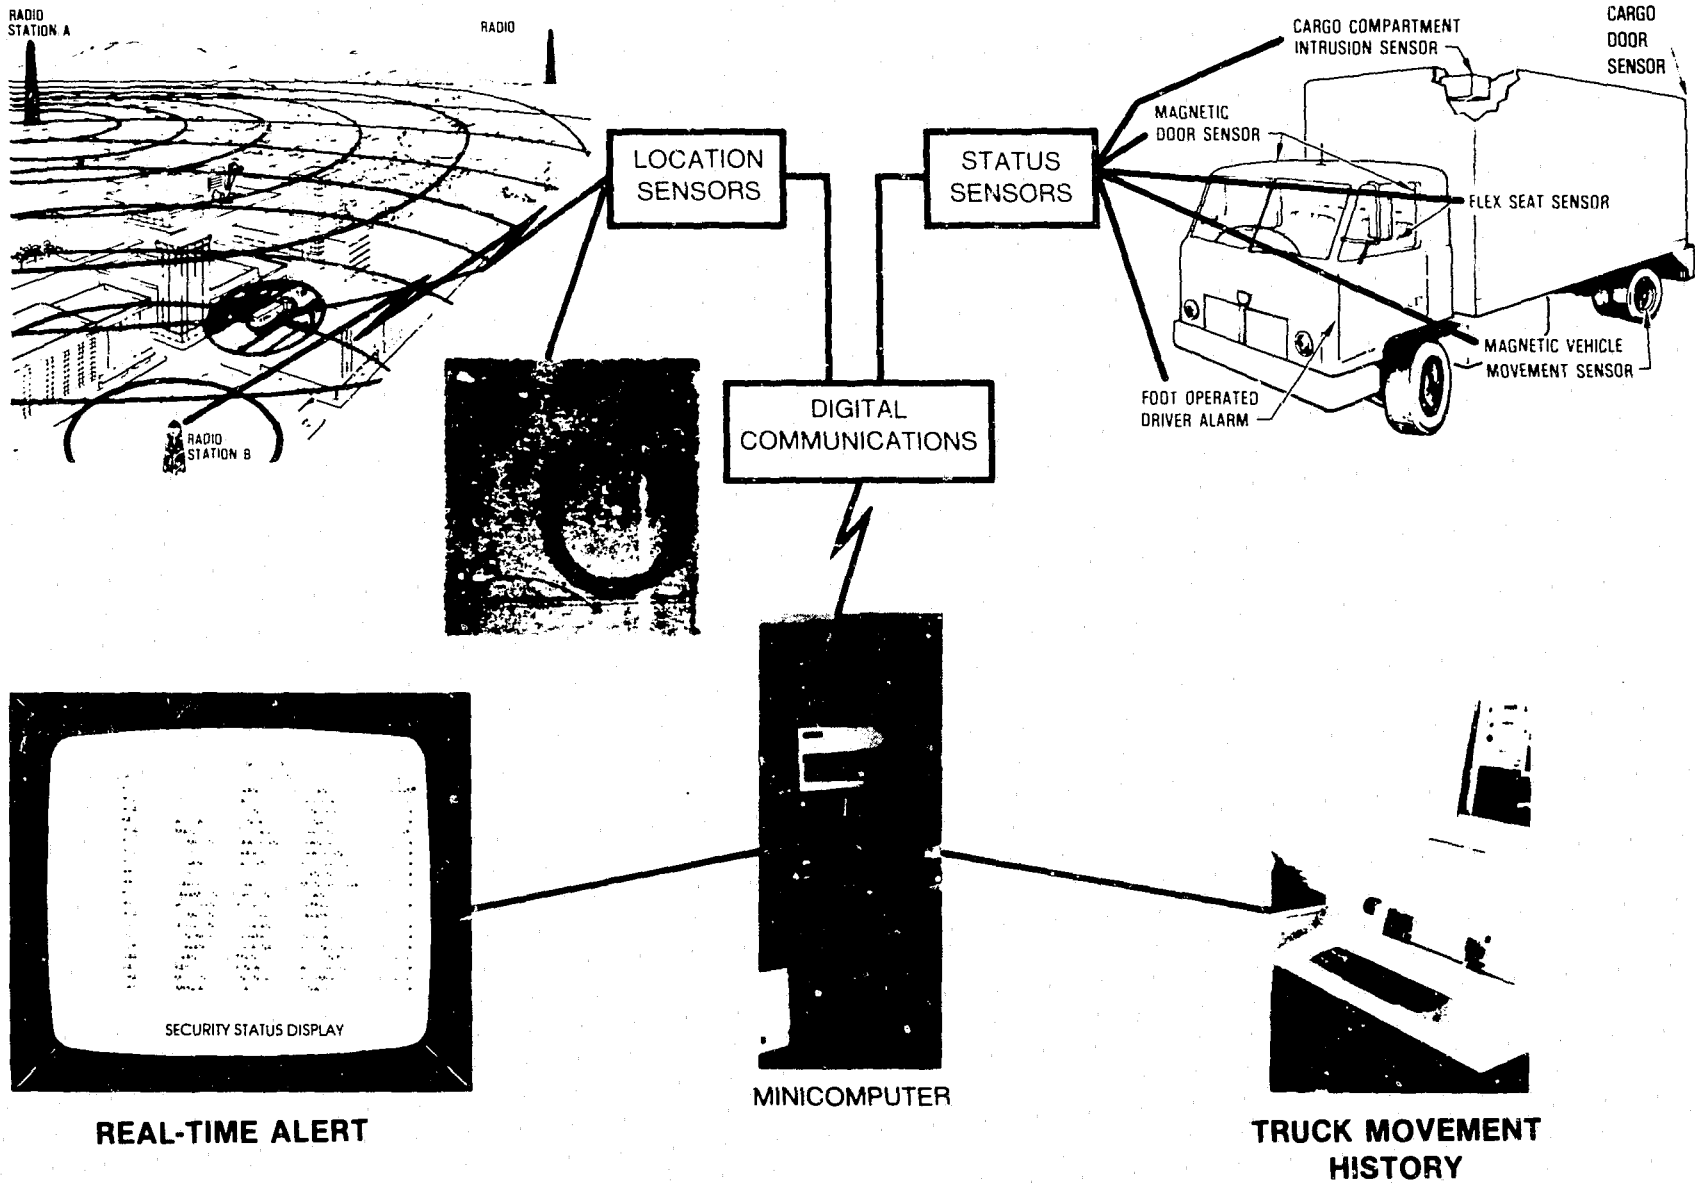 RADIO
STATION A
RADIO
LOCATION
SENSORS
STATUS
SENSORS
CARGO COMPARTMENT
INTRUSION SENSOR
CARGO
DOOR
SENSOR
MAGNETIC
DOOR SENSOR
FLEX SEAT SENSOR
MAGNETIC VEHICLE
MOVEMENT SENSOR
FOOT OPERATED
DRIVER ALARM
RADIO
STATION B
DIGITAL
COMMUNICATIONS
SECURITY STATUS DISPLAY
REAL-TIME ALERT
MINICOMPUTER
TRUCK MOVEMENT
HISTORY